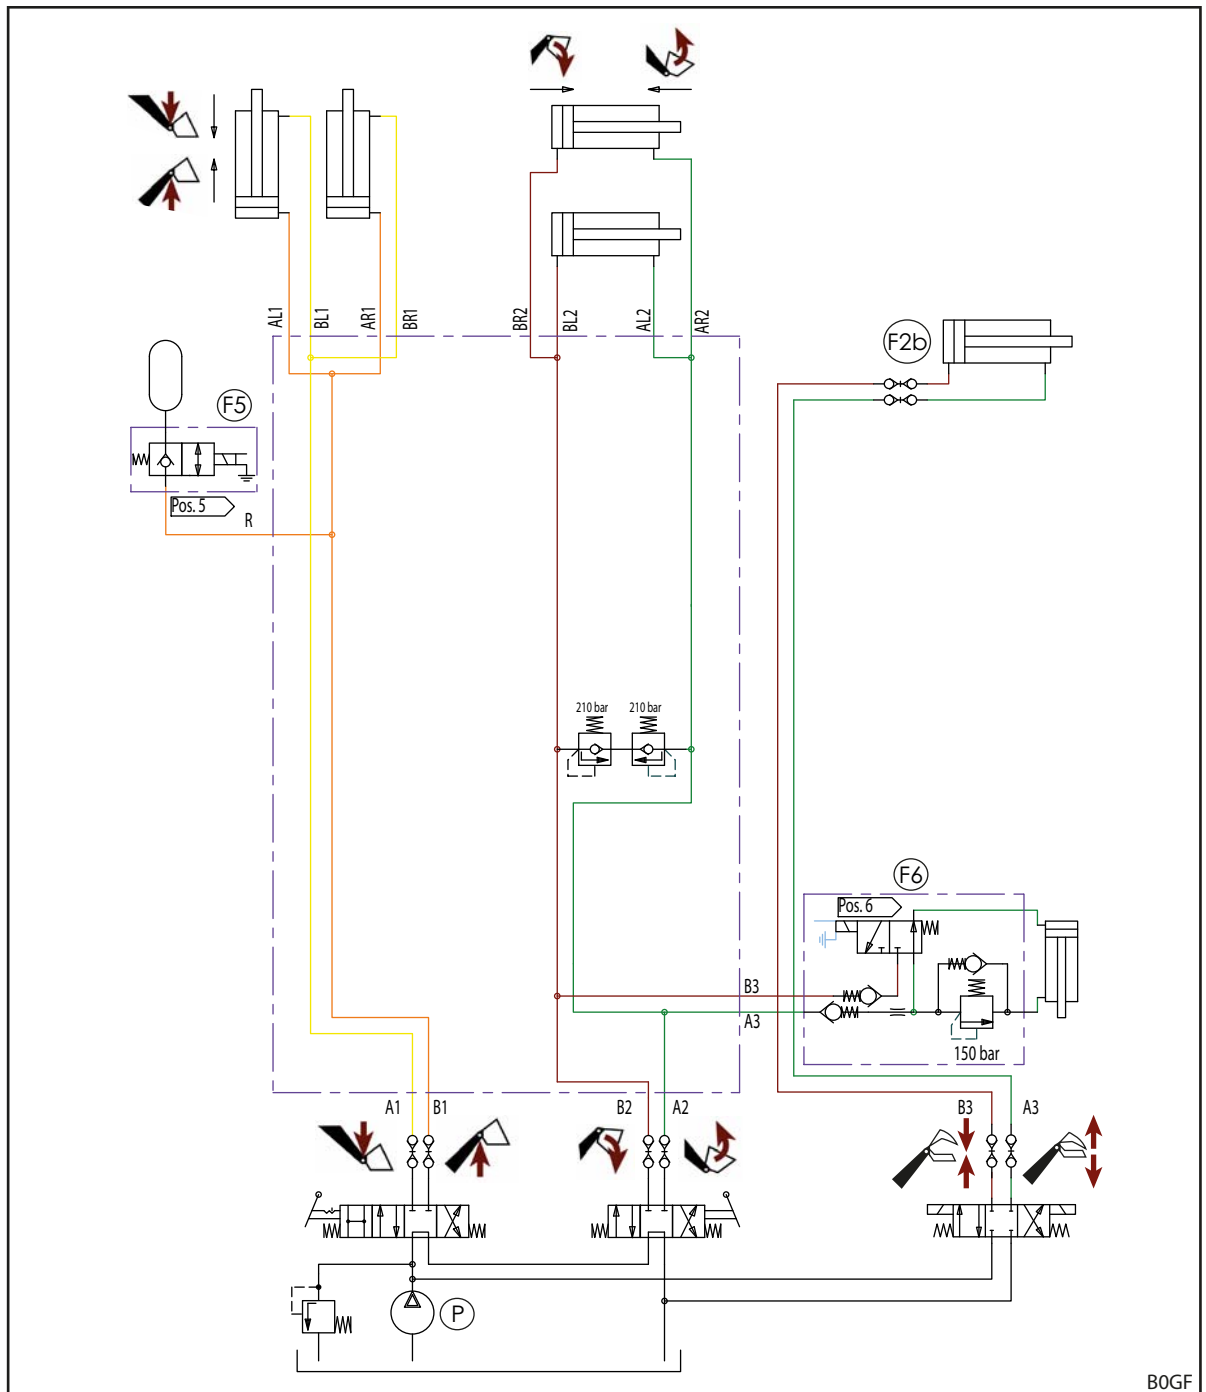 AL1
BL1
AR1
BR1
BR2
BL2
AL2
AR2
F2b
F5
Pos. 5
R
210 bar
210 bar
F6
Pos. 6
B3
A3
150 bar
A1
B1
B2
A2
B3
A3
P
B0GF